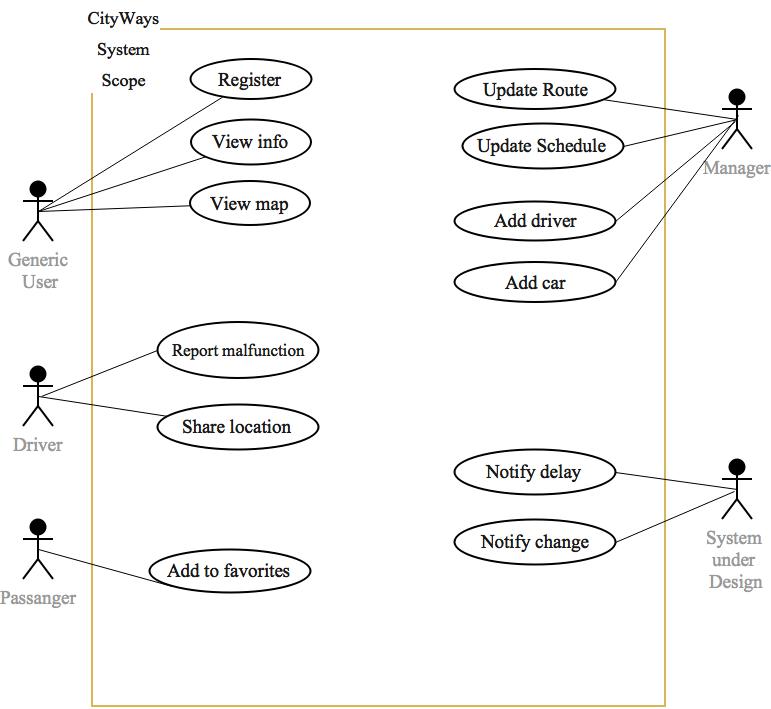 CityWays
System
Scope
Register
View info
View map
Generic
User
Report malfunction
Share location
Driver
Add to favorites
Passanger
Update Route
Update Schedule
Add driver
Add car
Manager
Notify delay
Notify change
System
under
Design